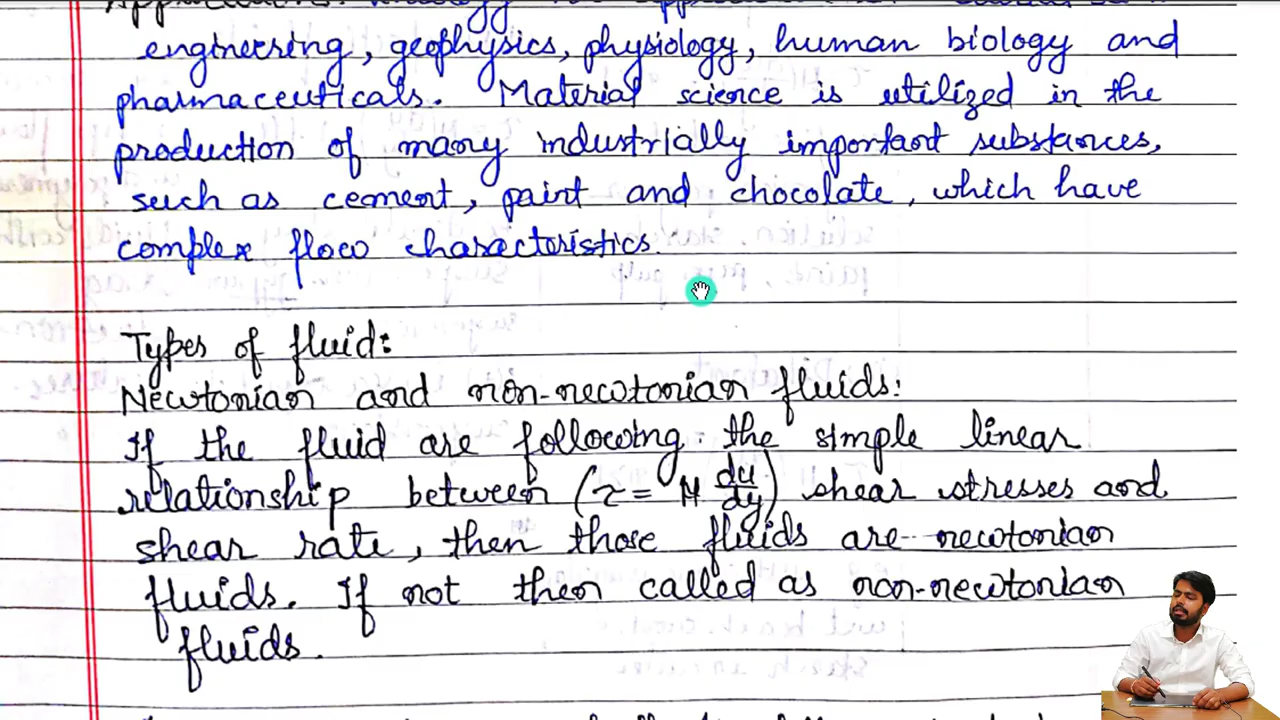 engineering, geophysics, physiology, human biology and
pharmaceuticals. Material science is utilized in the
production of many industrially important substances,
such as cement, paint and chocolate, which have
complex flow characteristics.
Types of fluid:
Newtonian and non-newtonian fluids:
If the fluid are following the simple linear
relationship between (τ = μ du/dy) shear stresses and
shear rate, then those fluids are newtonian
fluids. If not then called as non-newtonian
fluids.